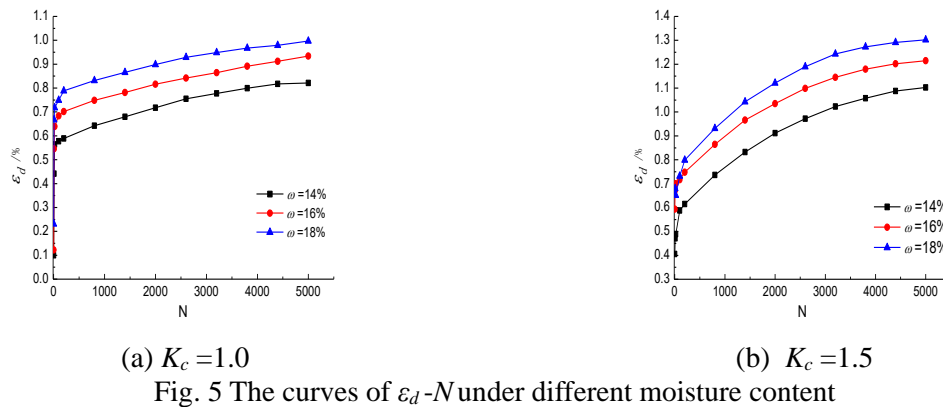 1.1
1.0
0.9
0.8
0.7
0.6
0.5
0.4
0.3
0.2
0.1
0.0
ε_d /%
ω=14%
ω=16%
ω=18%
0 1000 2000 3000 4000 5000
N
(a) K_c =1.0
1.4
1.3
1.2
1.1
1.0
0.9
0.8
0.7
0.6
0.5
0.4
0.3
ε_d /%
ω=14%
ω=16%
ω=18%
0 1000 2000 3000 4000 5000
N
(b) K_c =1.5
Fig. 5 The curves of ε_d -N under different moisture content